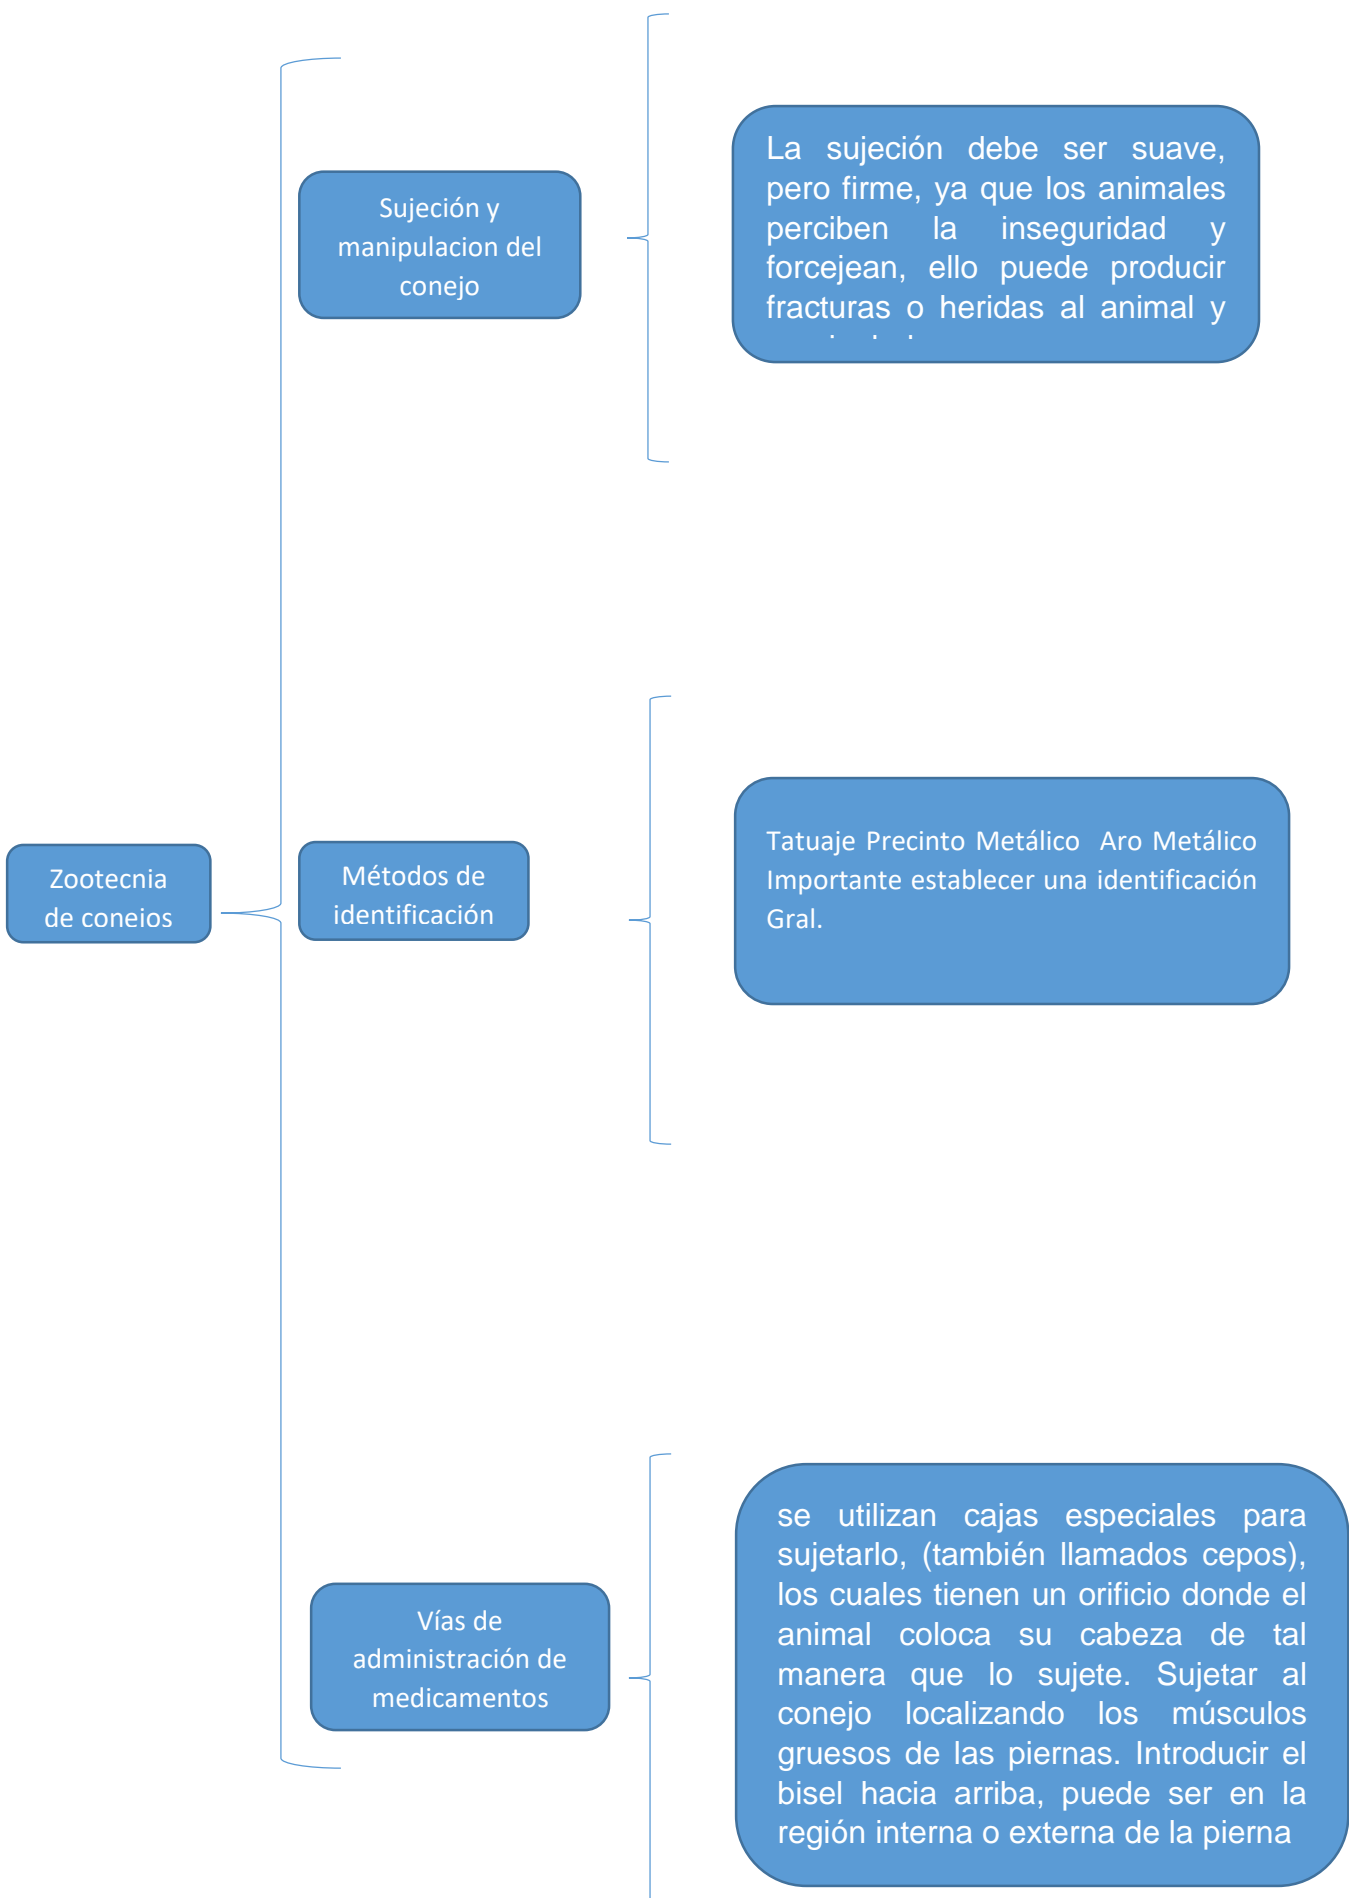 La sujeción debe ser suave,
pero firme, ya que los animales
perciben la inseguridad y
forcejean, ello puede producir
fracturas o heridas al animal y
Sujeción y
manipulacion del
conejo
Tatuaje Precinto Metálico Aro Metálico
Importante establecer una identificación
Gral.
Zootecnia
de conejos
Métodos de
identificación
se utilizan cajas especiales para
sujetarlo, (también llamados cepos),
los cuales tienen un orificio donde el
animal coloca su cabeza de tal
manera que lo sujete. Sujetar al
conejo localizando los músculos
gruesos de las piernas. Introducir el
bisel hacia arriba, puede ser en la
región interna o externa de la pierna
Vías de
administración de
medicamentos